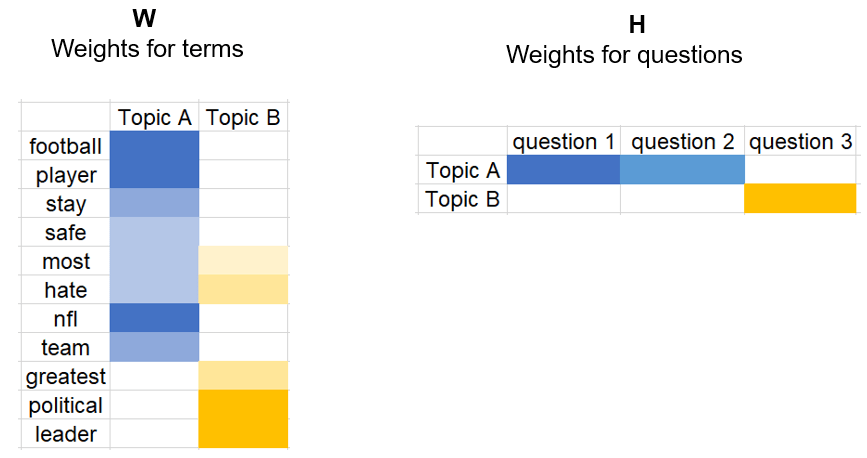 W
Weights for terms
Topic A Topic B
football
player
stay
safe
most
hate
nfl
team
greatest
political
leader
H
Weights for questions
question 1 question 2 question 3
Topic A
Topic B